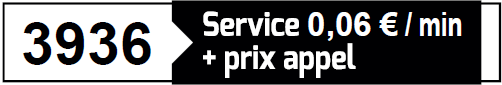 3936
Service 0,06 € / min
+ prix appel